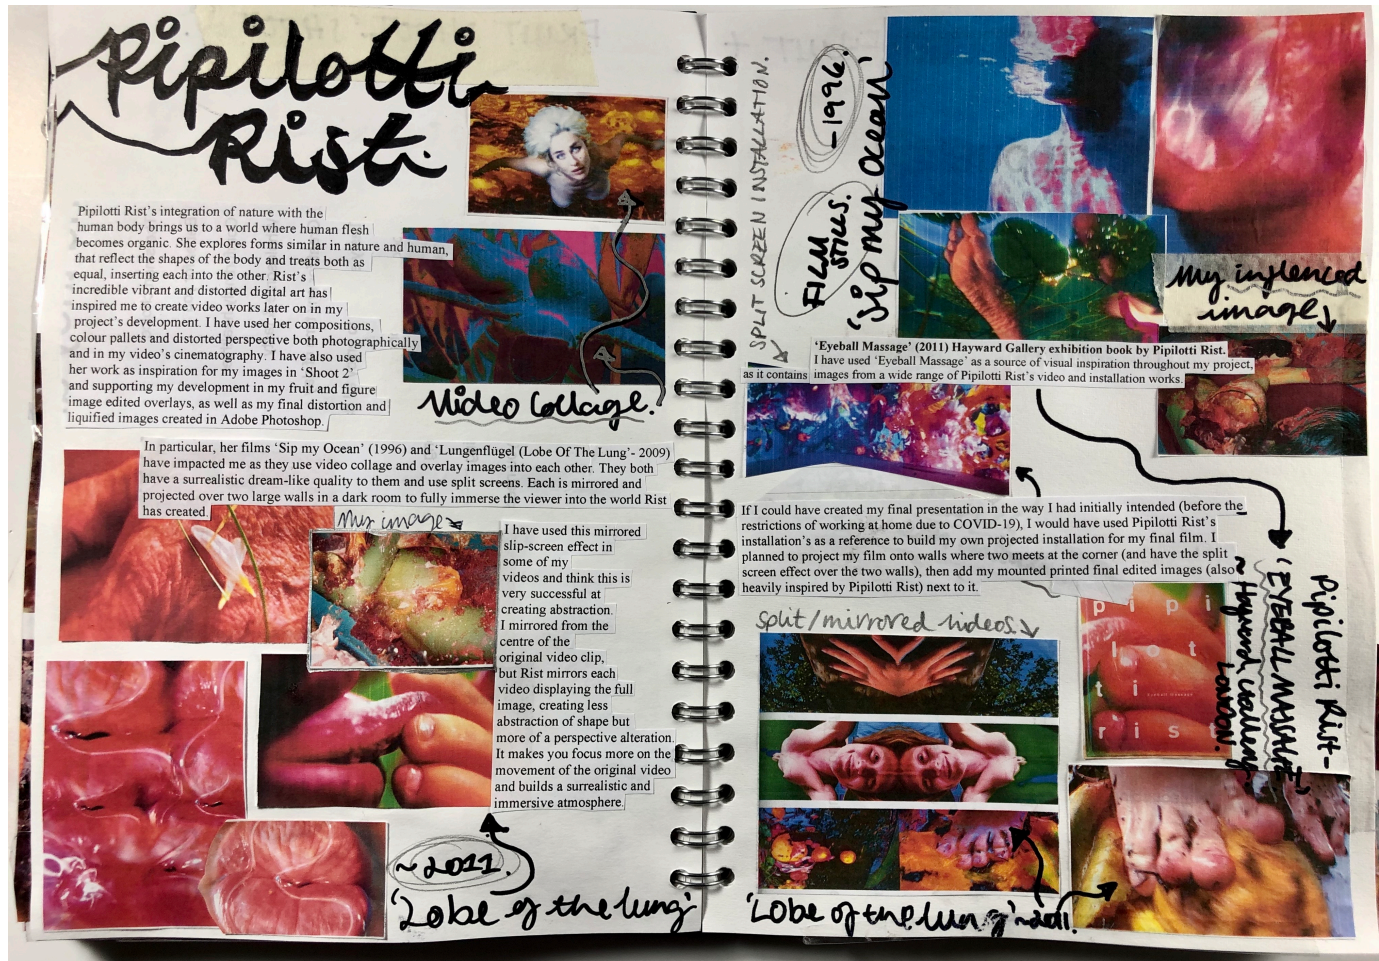 Pipilotti
Rist.
Pipilotti Rist's integration of nature with the
human body brings us to a world where human flesh
becomes organic. She explores forms similar in nature and human,
that reflect the shapes of the body and treats both as
equal, inserting each into the other. Rist's
incredible vibrant and distorted digital art has
inspired me to create video works later on in my
project's development. I have used her compositions,
colour pallets and distorted perspective both photographically
and in my video's cinematography. I have also used
her work as inspiration for my images in 'Shoot 2'
and supporting my development in my fruit and figure
image edited overlays, as well as my final distortion and
liquified images created in Adobe Photoshop.
Video Collage.
In particular, her films 'Sip my Ocean' (1996) and 'Lungenflügel (Lobe Of The Lung'- 2009)
have impacted me as they use video collage and overlay images into each other. They both
have a surrealistic dream-like quality to them and use split screens. Each is mirrored and
projected over two large walls in a dark room to fully immerse the viewer into the world Rist
has created.
My image
I have used this mirrored
slip-screen effect in
some of my
videos and think this is
very successful at
creating abstraction.
I mirrored from the
centre of the
original video clip,
but Rist mirrors each
video displaying the full
image, creating less
abstraction of shape but
more of a perspective alteration.
It makes you focus more on the
movement of the original video
and builds a surrealistic and
immersive atmosphere.
~2011.
'Lobe of the lung'
SPLIT SCREEN INSTALLATION.
-1996.
FILM STILLS.
'Sip my Ocean'
My inflenced
image
'Eyeball Massage' (2011) Hayward Gallery exhibition book by Pipilotti Rist.
I have used 'Eyeball Massage' as a source of visual inspiration throughout my project,
as it contains images from a wide range of Pipilotti Rist's video and installation works.
If I could have created my final presentation in the way I had initially intended (before the
restrictions of working at home due to COVID-19), I would have used Pipilotti Rist's
installation's as a reference to build my own projected installation for my final film. I
planned to project my film onto walls where two meets at the corner (and have the split
screen effect over the two walls), then add my mounted printed final edited images (also
heavily inspired by Pipilotti Rist) next to it.
split/mirrored videos.
pipi
lot
ti
eyeball massage
ris
Pipilotti Rist-
'EYEBALL MASSAGE'
~ Hayward Gallery
London.
'Lobe of the lung' ~2011.